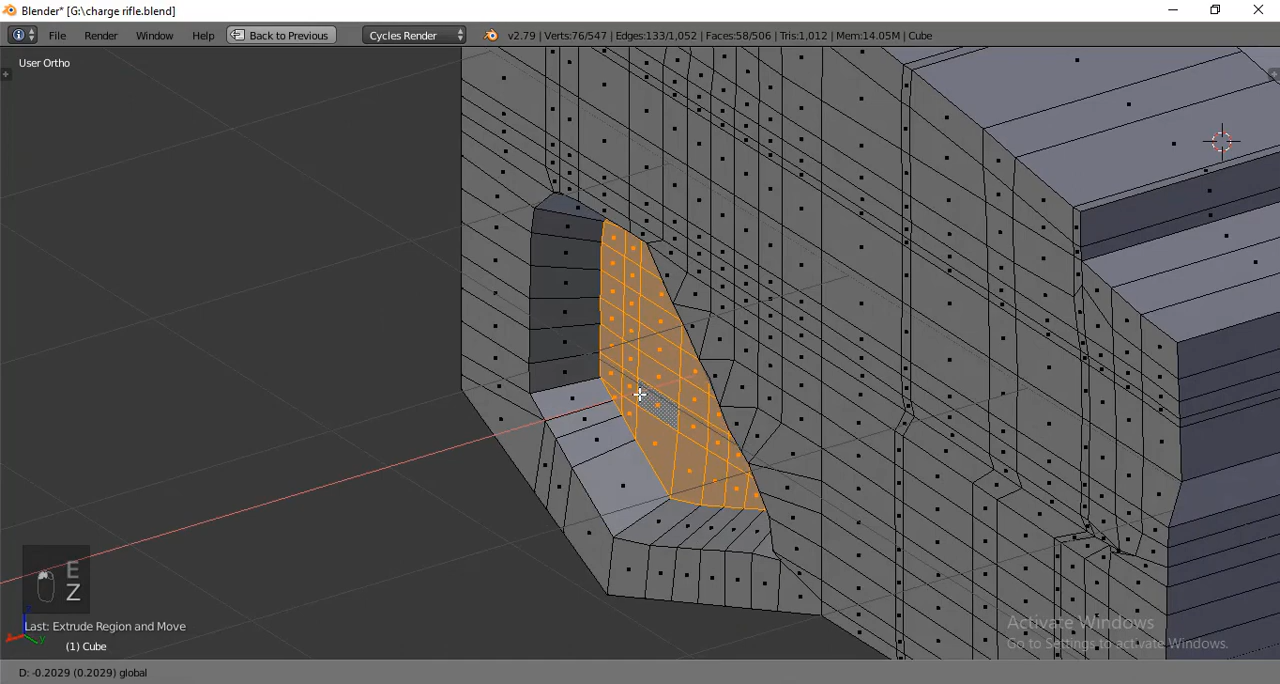 Blender* [G:\charge rifle.blend]
File Render Window Help Back to Previous Cycles Render v2.79 | Verts:76/547 | Edges:133/1,052 | Faces:58/506 | Tris:1,012 | Mem:14.05M | Cube
User Ortho
E
Z
Last: Extrude Region and Move
(1) Cube
Activate Windows
Go to Settings to activate Windows.
D: -0.2029 (0.2029) global